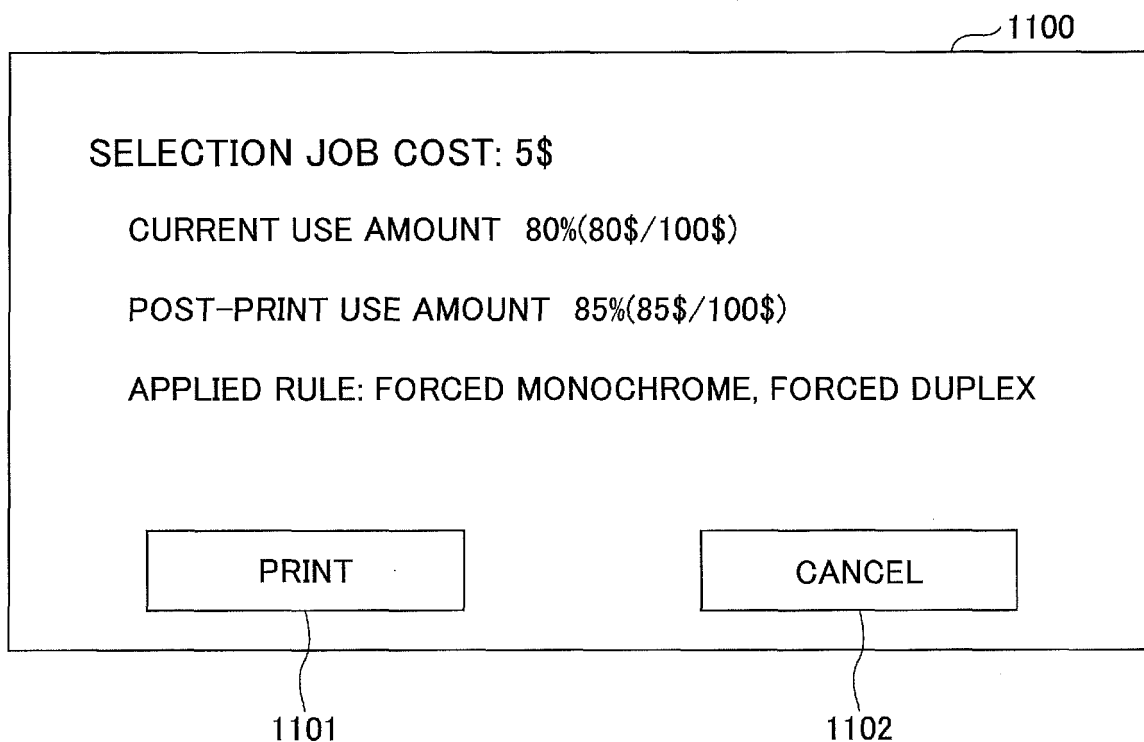 1100
SELECTION JOB COST: 5$
CURRENT USE AMOUNT 80%(80$/100$)
POST-PRINT USE AMOUNT 85%(85$/100$)
APPLIED RULE: FORCED MONOCHROME, FORCED DUPLEX
PRINT CANCEL
1101 1102